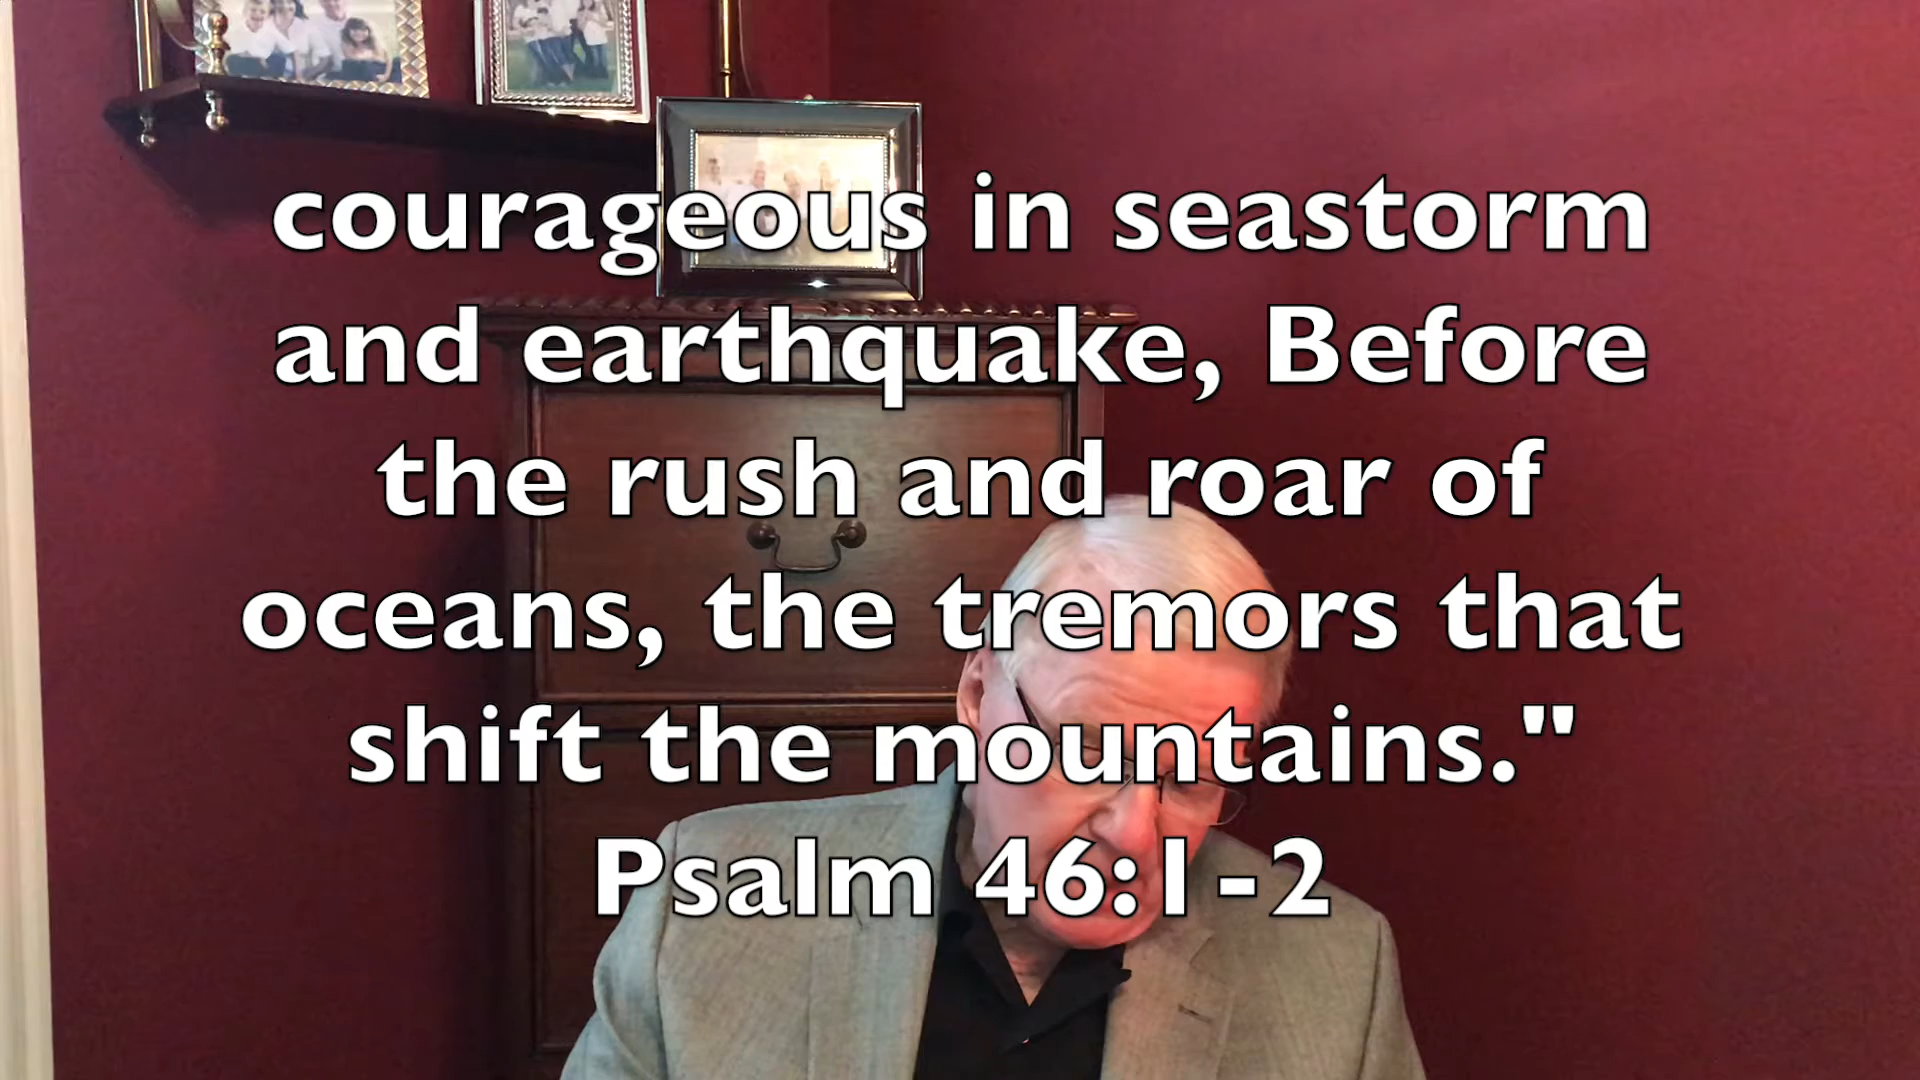 courageous in seastorm
and earthquake, Before
the rush and roar of
oceans, the tremors that
shift the mountains."
Psalm 46:1-2